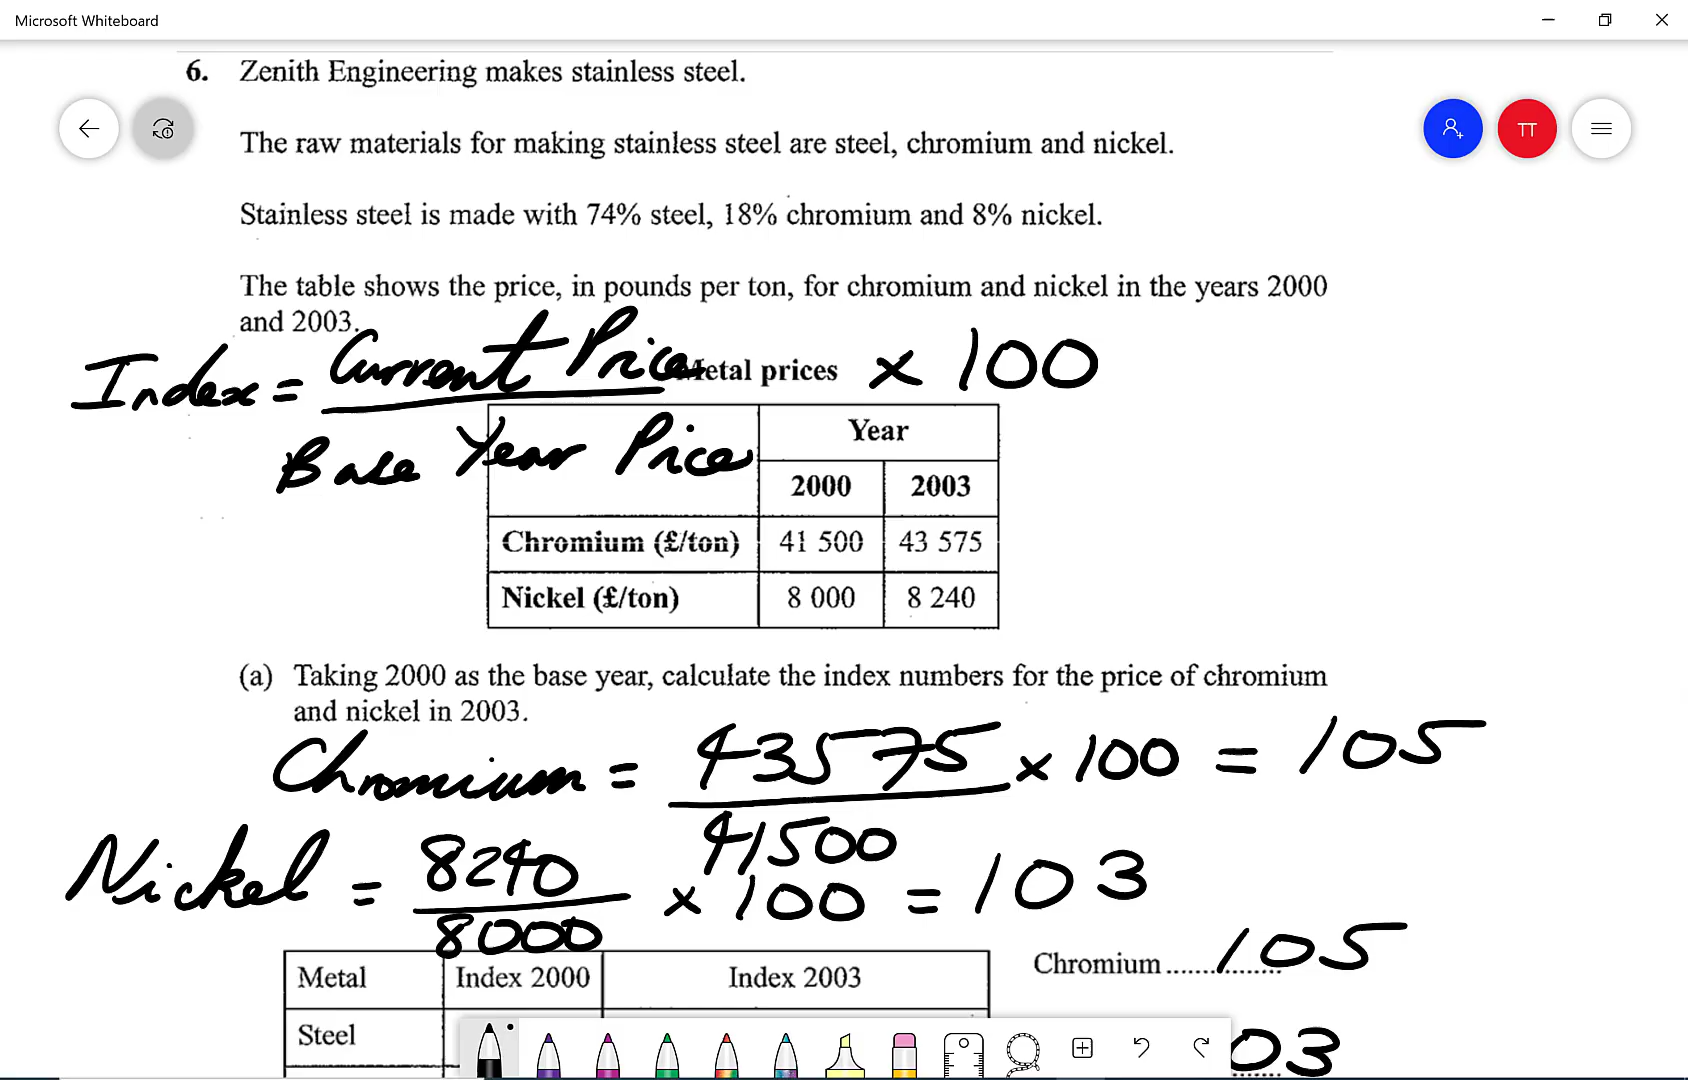 Microsoft Whiteboard
6. Zenith Engineering makes stainless steel.
TT
The raw materials for making stainless steel are steel, chromium and nickel.
Stainless steel is made with 74% steel, 18% chromium and 8% nickel.
The table shows the price, in pounds per ton, for chromium and nickel in the years 2000
and 2003.
Index = Current Price × 100
Base Year Price
Metal prices
Year
2000 2003
Chromium (£/ton) 41 500 43 575
Nickel (£/ton) 8 000 8 240
(a) Taking 2000 as the base year, calculate the index numbers for the price of chromium
and nickel in 2003.
Chromium = 43575 × 100 = 105
41500
Nickel = 8240 × 100 = 103
8000
Metal Index 2000 Index 2003
Chromium ................ 105
Steel
03